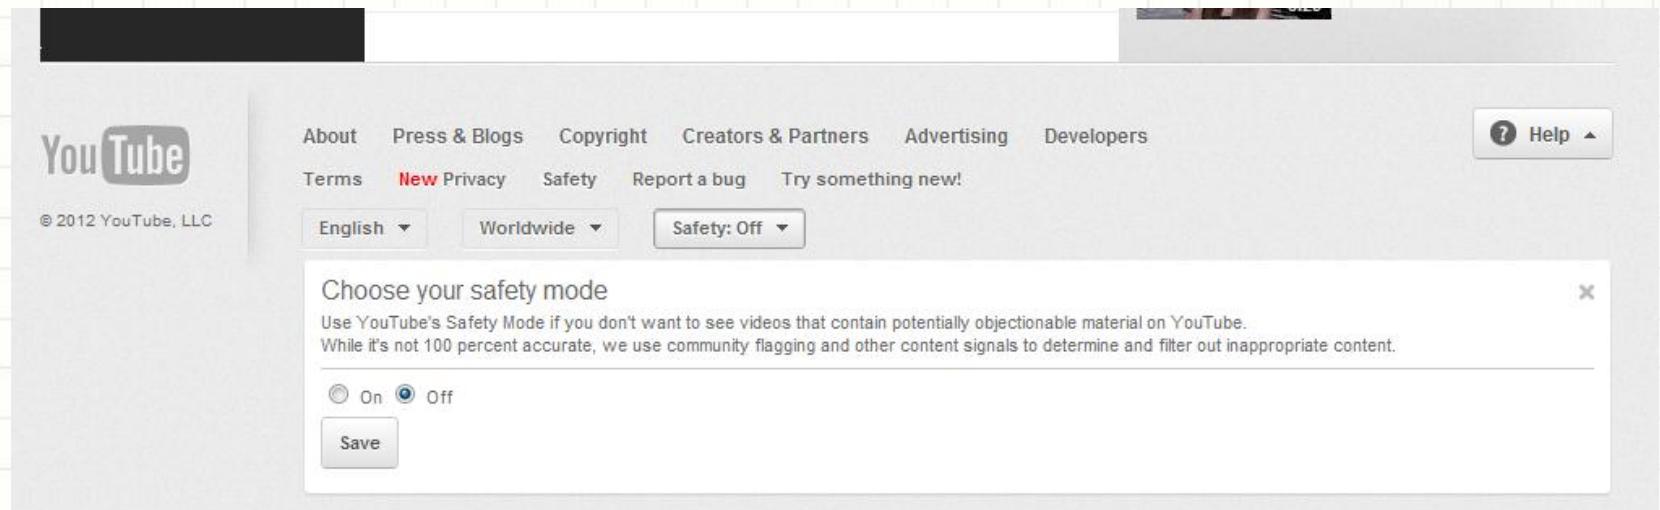 About Press & Blogs Copyright Creators & Partners Advertising Developers
Help
YouTube
Terms New Privacy Safety Report a bug Try something new!
© 2012 YouTube, LLC
English Worldwide Safety: Off
Choose your safety mode
Use YouTube's Safety Mode if you don't want to see videos that contain potentially objectionable material on YouTube.
While it's not 100 percent accurate, we use community flagging and other content signals to determine and filter out inappropriate content.
On Off
Save